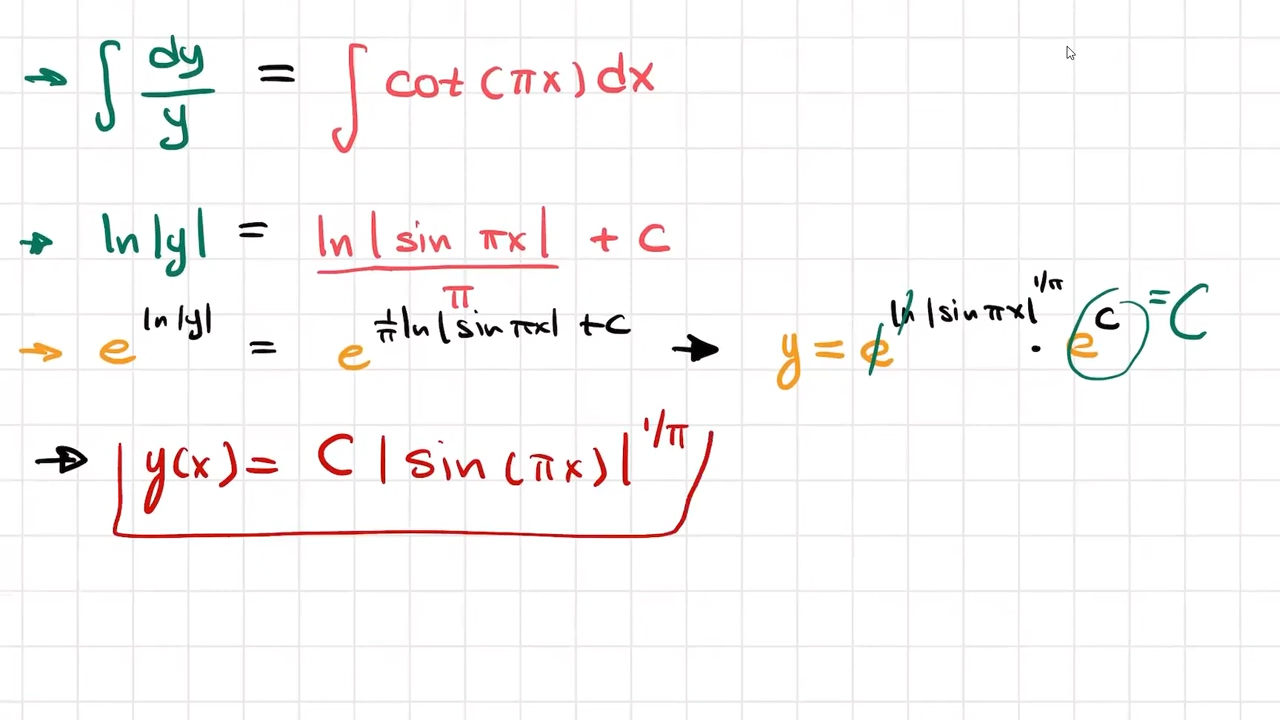 → ∫ dy/y = ∫ cot(πx) dx
→ ln|y| = ln|sin πx|/π + C
→ e^{ln|y|} = e^{1/π ln|sin πx| + C} → y = e^{ln|sin πx|^{1/π}} · e^C = C
→ y(x) = C |sin(πx)|^{1/π}